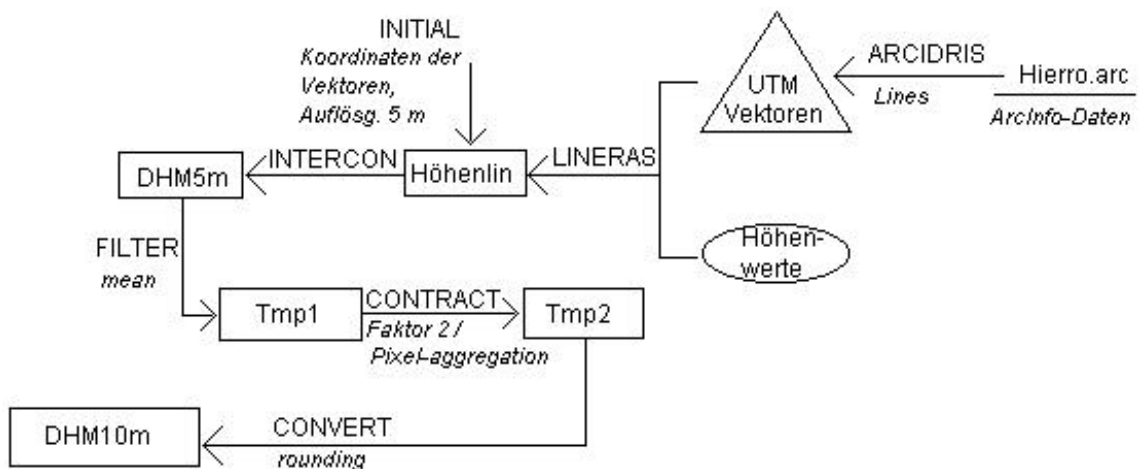 INITIAL
Koordinaten der
Vektoren,
Auflösg. 5 m
ARCIDRIS
Lines
Hierro.arc
ArcInfo-Daten
UTM
Vektoren
DHM5m
INTERCON
Höhenlin
LINERAS
Höhen-
werte
FILTER
mean
Tmp1
CONTRACT
Faktor 2 /
Pixel-aggregation
Tmp2
DHM10m
CONVERT
rounding